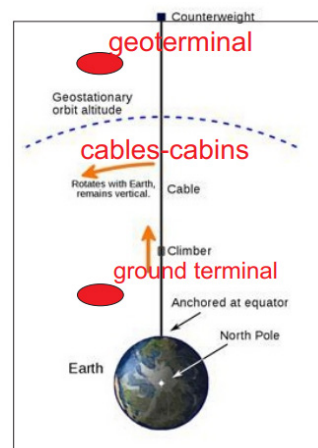 Counterweight
geoterminal
Geostationary
orbit altitude
cables-cabins
Rotates with Earth,
remains vertical.
Cable
Climber
ground terminal
Anchored at equator
North Pole
Earth